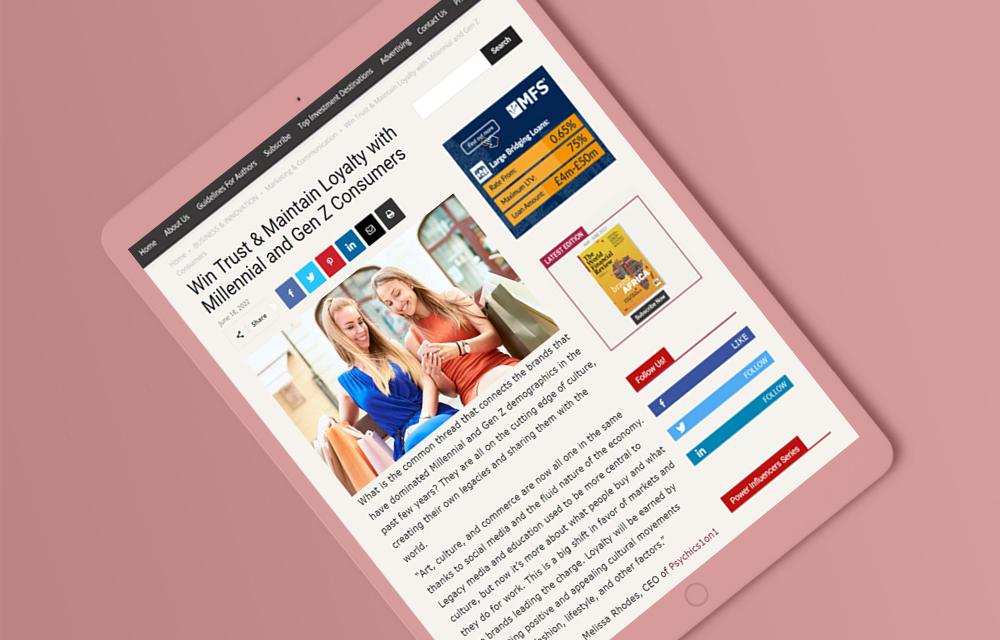 Home About Us Guidelines For Authors Subscribe Top Investment Destinations Advertising Contact Us
Home • BUSINESS & INNOVATION • Marketing & Communication • Win Trust & Maintain Loyalty with Millennial and Gen Z
Consumers
Search
Win Trust & Maintain Loyalty with
Millennial and Gen Z Consumers
June 18, 2022
Share
What is the common thread that connects the brands that
have dominated Millennial and Gen Z demographics in the
past few years? They are all on the cutting edge of culture,
creating their own legacies and sharing them with the
world.
"Art, culture, and commerce are now all one in the same
thanks to social media and the fluid nature of the economy.
Legacy media and education used to be more central to
culture, but now it's more about what people buy and what
they do for work. This is a big shift in favor of markets and
brands leading the charge. Loyalty will be earned by
positive and appealing cultural movements
fashion, lifestyle, and other factors."
Melissa Rhodes, CEO of Psychics1on1
MFS
Find out more
Large Bridging Loans:
Rate From: 0.65%
Maximum LTV: 75%
Loan Amount: £4m-£50m
LATEST EDITION
The World Financial Review
AFRICA
Subscribe Now
Follow Us!
LIKE
FOLLOW
FOLLOW
Power Influencers Series